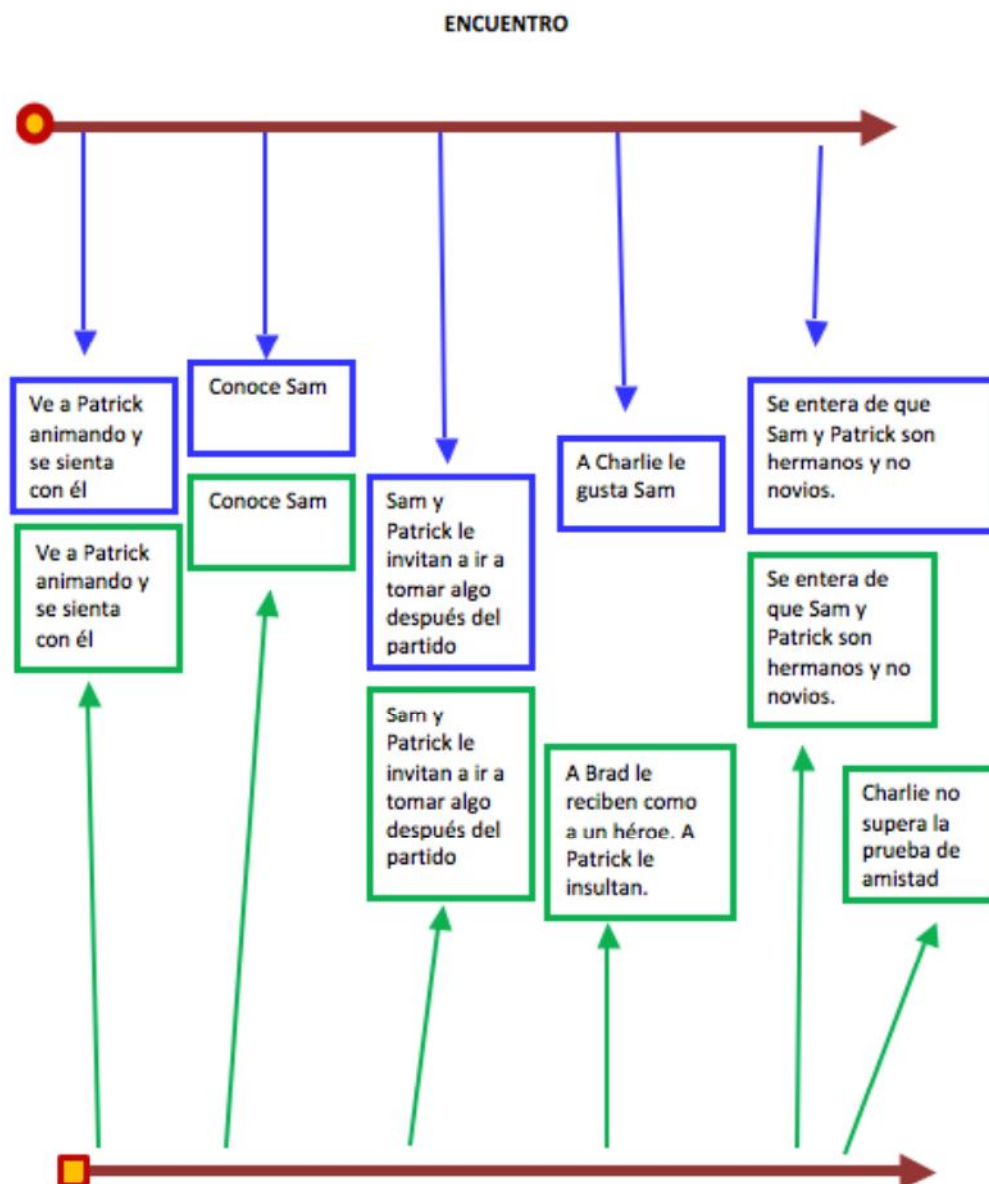 ENCUENTRO
Ve a Patrick
animando y
se sienta
con él
Conoce Sam
Sam y
Patrick le
invitan a ir a
tomar algo
después del
partido
A Charlie le
gusta Sam
Se entera de que
Sam y Patrick son
hermanos y no
novios.
Ve a Patrick
animando y
se sienta
con él
Conoce Sam
Sam y
Patrick le
invitan a ir a
tomar algo
después del
partido
A Brad le
reciben como
a un héroe. A
Patrick le
insultan.
Se entera de
que Sam y
Patrick son
hermanos y no
novios.
Charlie no
supera la
prueba de
amistad